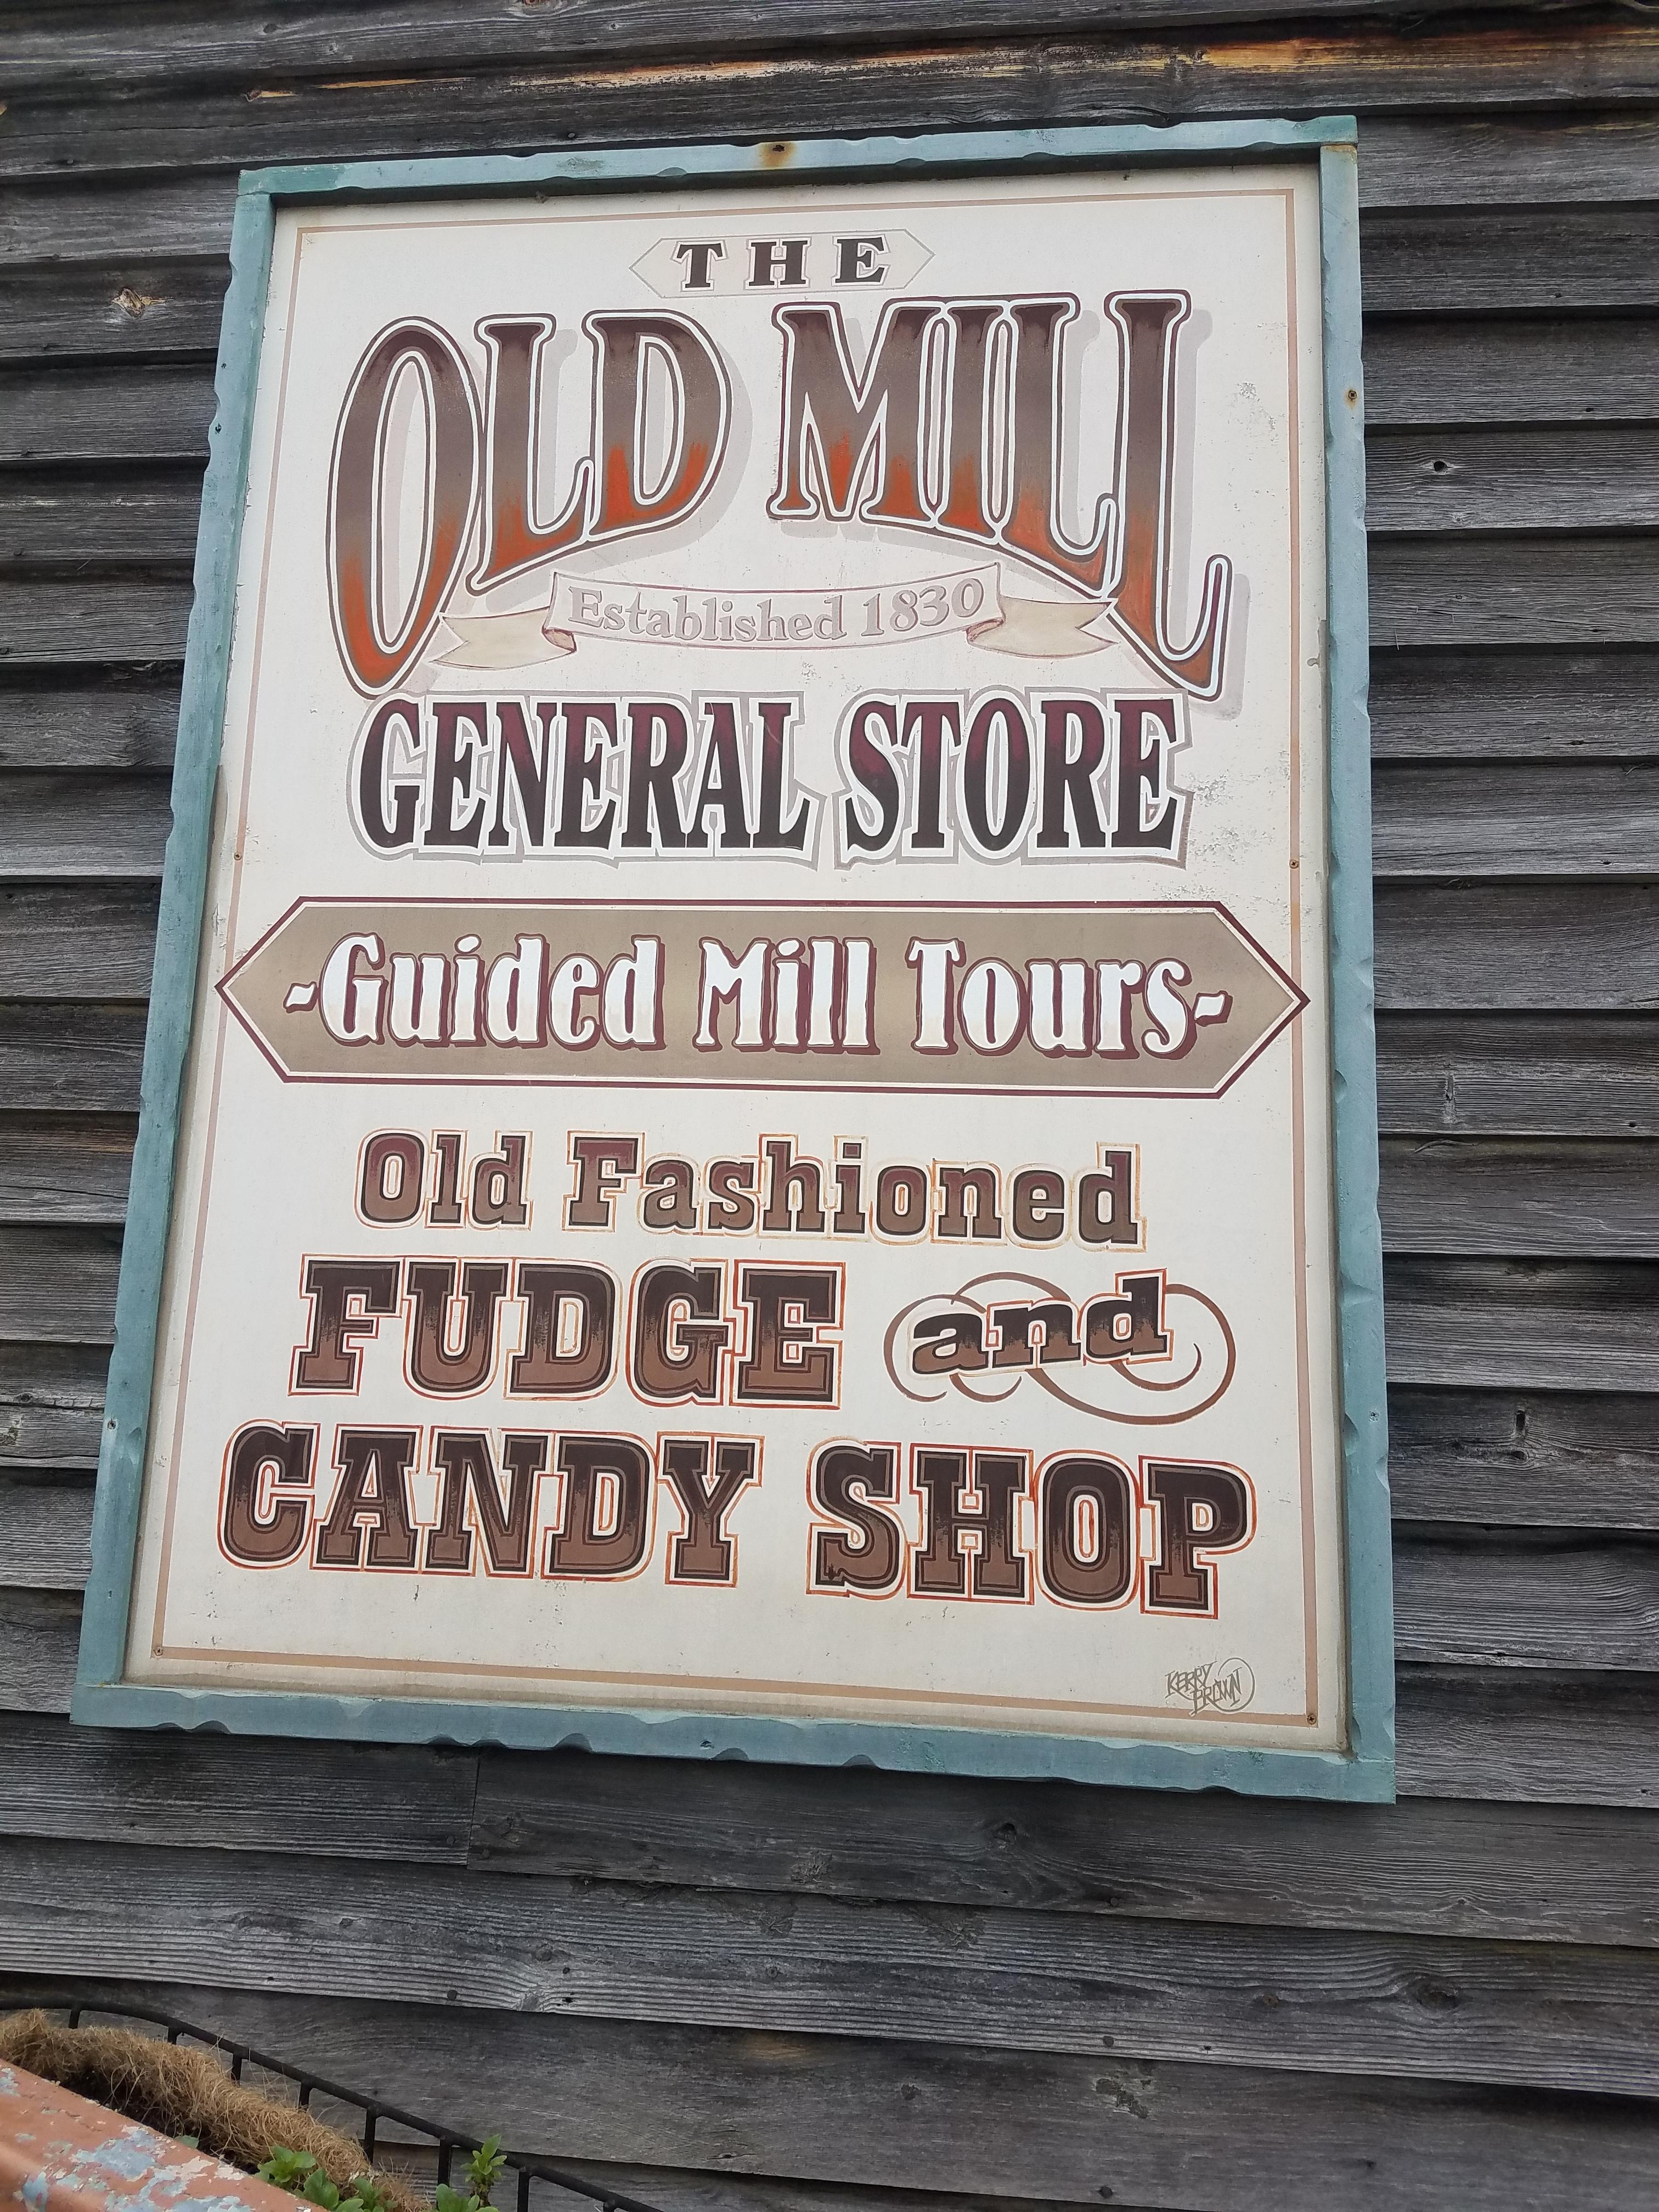 THE
OLD MILL
Established 1830
GENERAL STORE
-Guided Mill Tours-
Old Fashioned
FUDGE and
CANDY SHOP
KERRY
BROWN